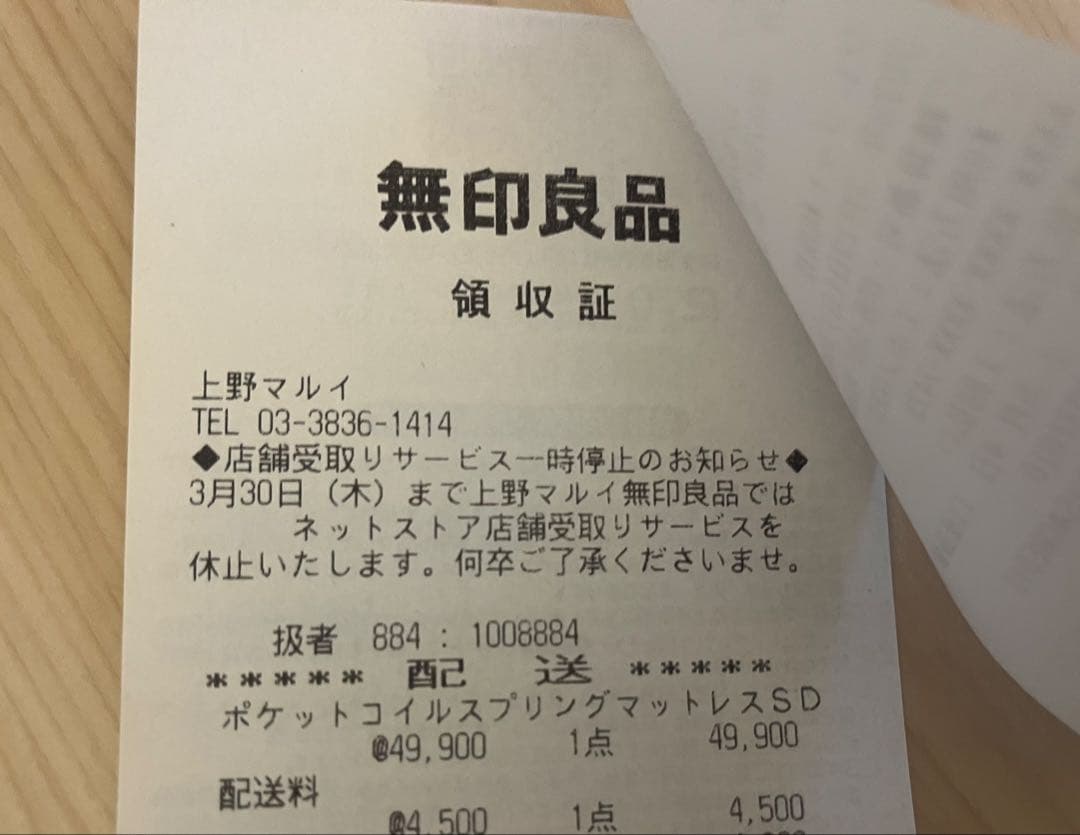 無印良品
領収証
上野マルイ
TEL 03-3836-1414
◆店舗受取りサービス一時停止のお知らせ◆
3月30日（木）まで上野マルイ無印良品では
ネットストア店舗受取りサービスを
休止いたします。何卒ご了承くださいませ。
扱者 884 : 1008884
***** 配 送 *****
ポケットコイルスプリングマットレスSD
@49,900 1点 49,900
配送料
@4,500 1点 4,500